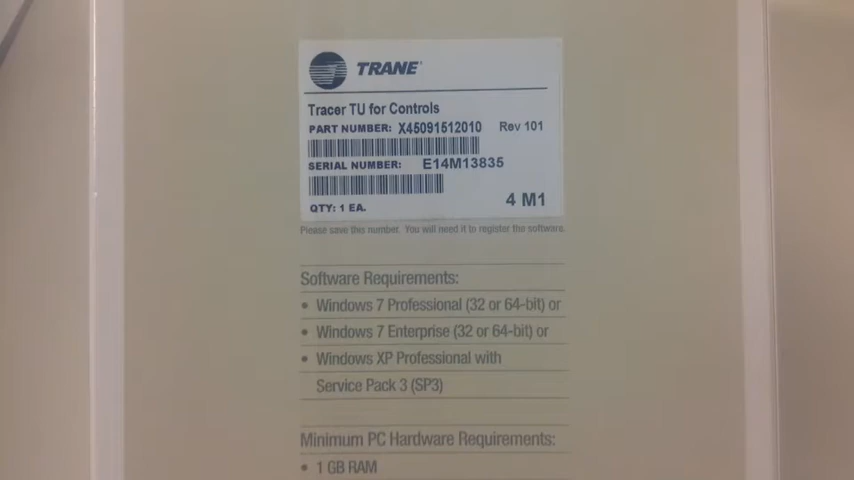 TRANE
Tracer TU for Controls
PART NUMBER: X45091512010 Rev 101
SERIAL NUMBER: E14M13835
QTY: 1 EA. 4 M1
Please save this number. You will need it to register the software.
Software Requirements:
• Windows 7 Professional (32 or 64-bit) or
• Windows 7 Enterprise (32 or 64-bit) or
• Windows XP Professional with
Service Pack 3 (SP3)
Minimum PC Hardware Requirements:
• 1 GB RAM